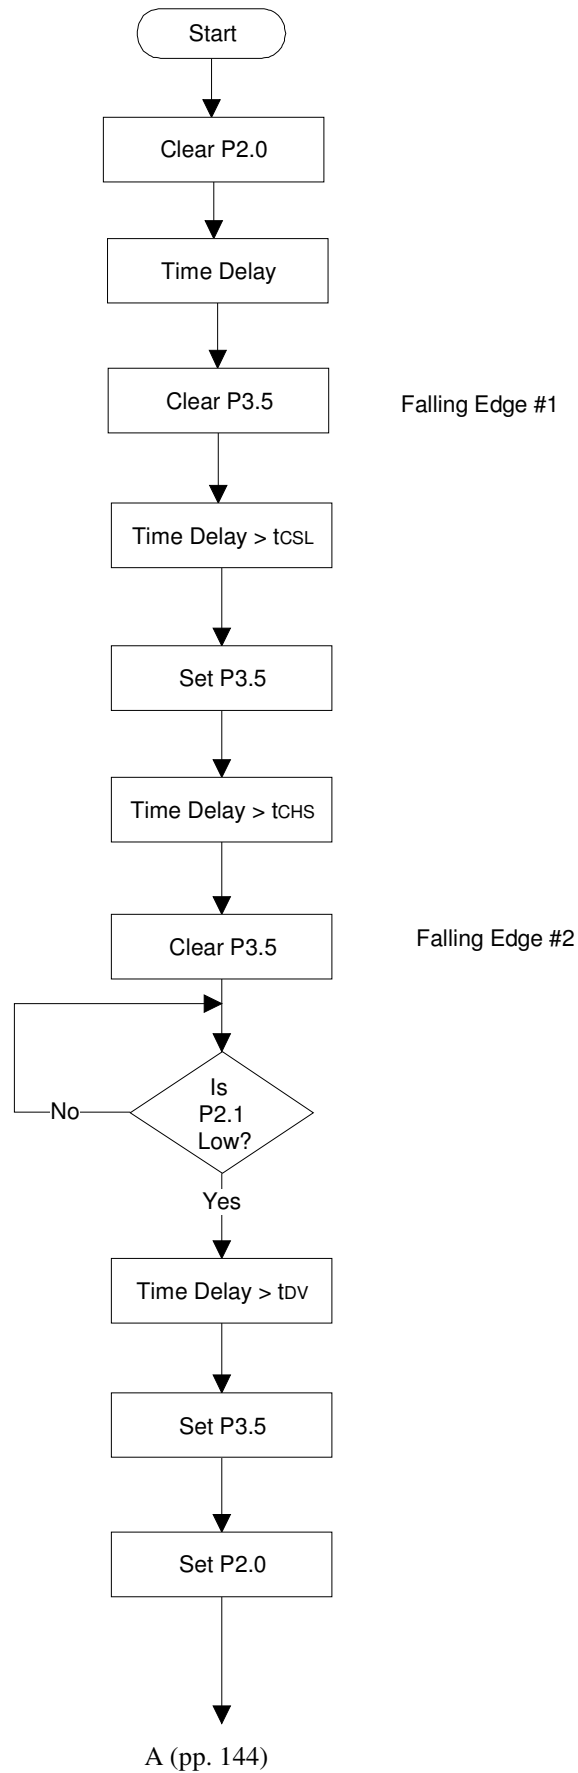 Start
Clear P2.0
Time Delay
Clear P3.5
Falling Edge #1
Time Delay > tCSL
Set P3.5
Time Delay > tCHS
Clear P3.5
Falling Edge #2
Is
P2.1
Low?
No
Yes
Time Delay > tDV
Set P3.5
Set P2.0
A (pp. 144)